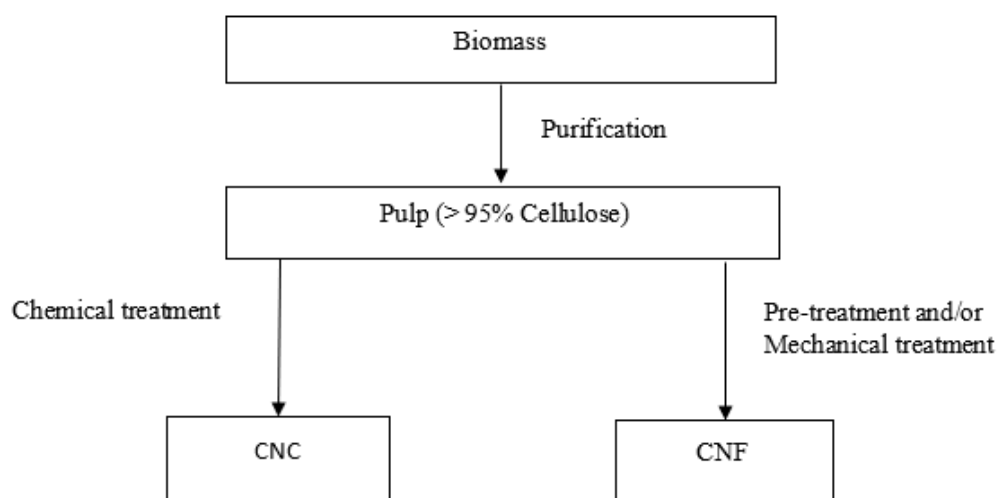 Biomass
Purification
Pulp (> 95% Cellulose)
Chemical treatment
Pre-treatment and/or
Mechanical treatment
CNC
CNF